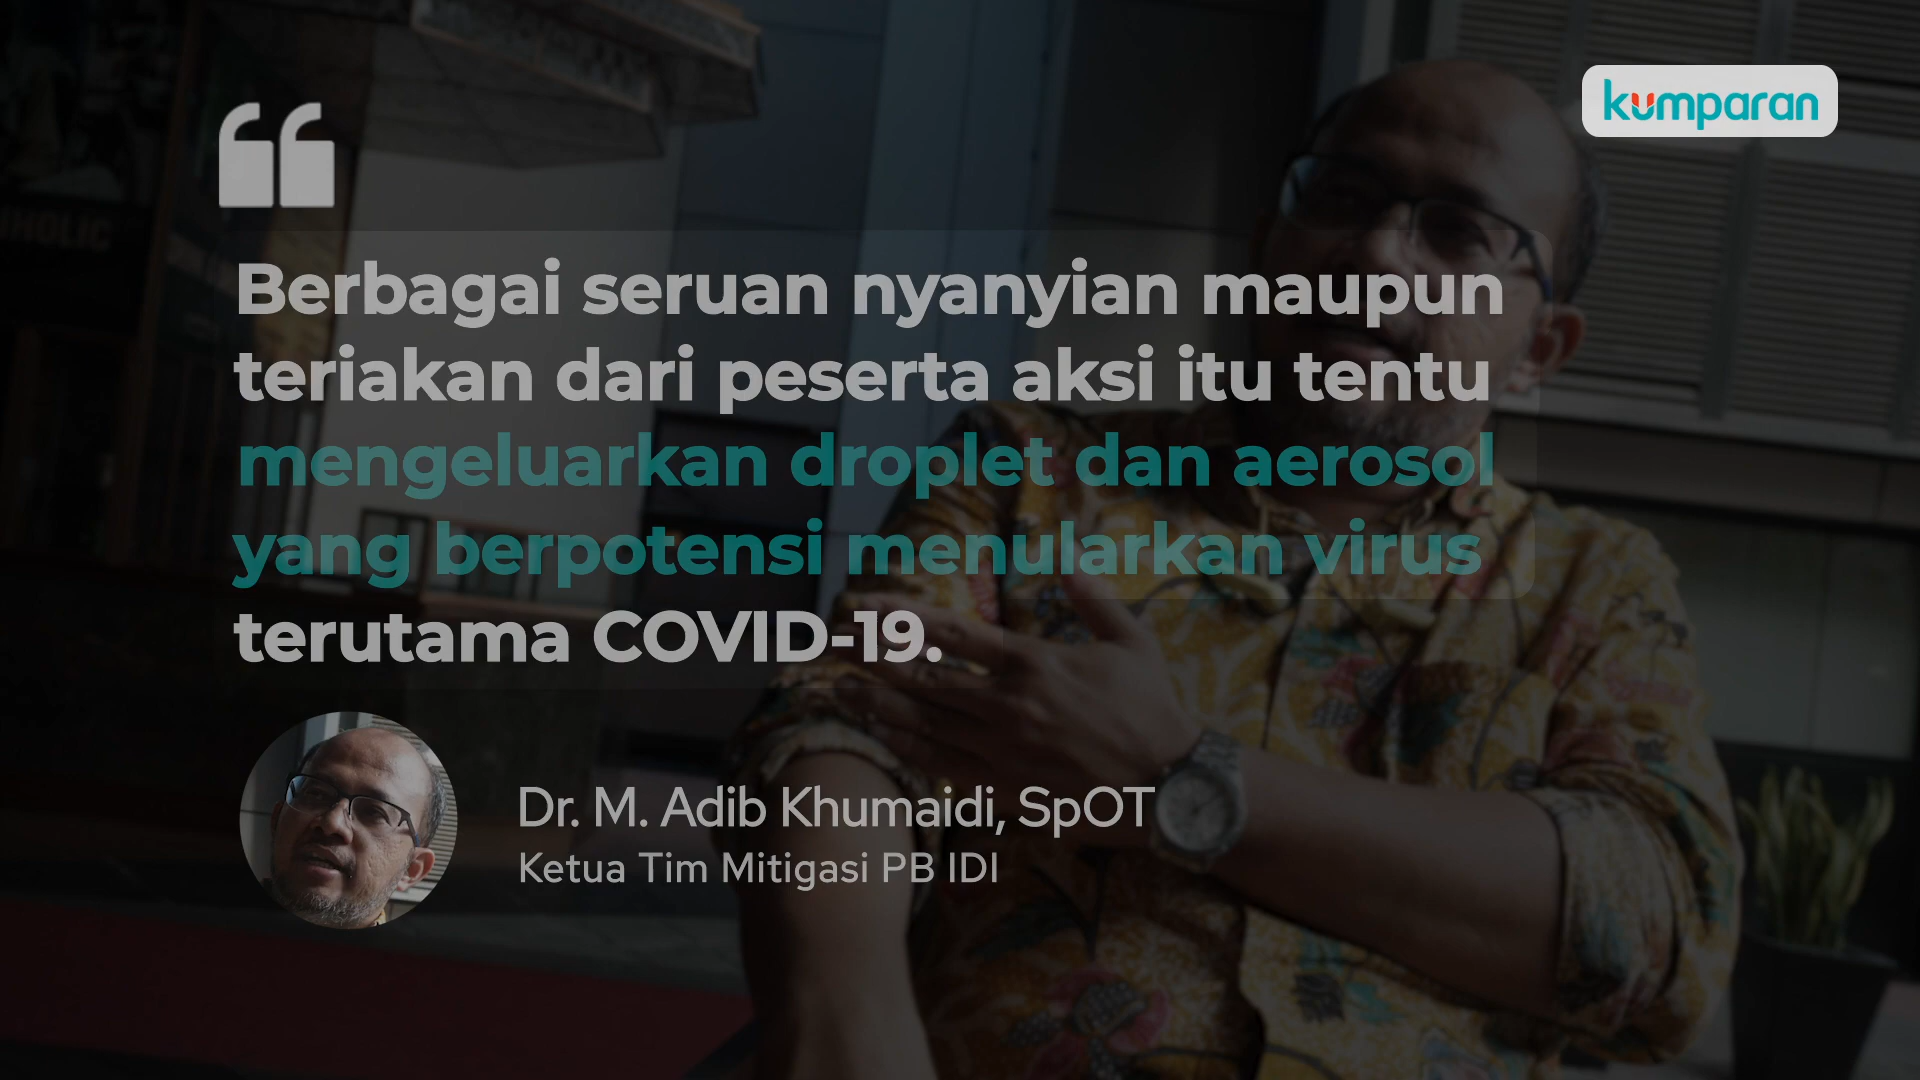 kumparan
Berbagai seruan nyanyian maupun
teriakan dari peserta aksi itu tentu
mengeluarkan droplet dan aerosol
yang berpotensi menularkan virus
terutama COVID-19.
Dr. M. Adib Khumaidi, SpOT
Ketua Tim Mitigasi PB IDI